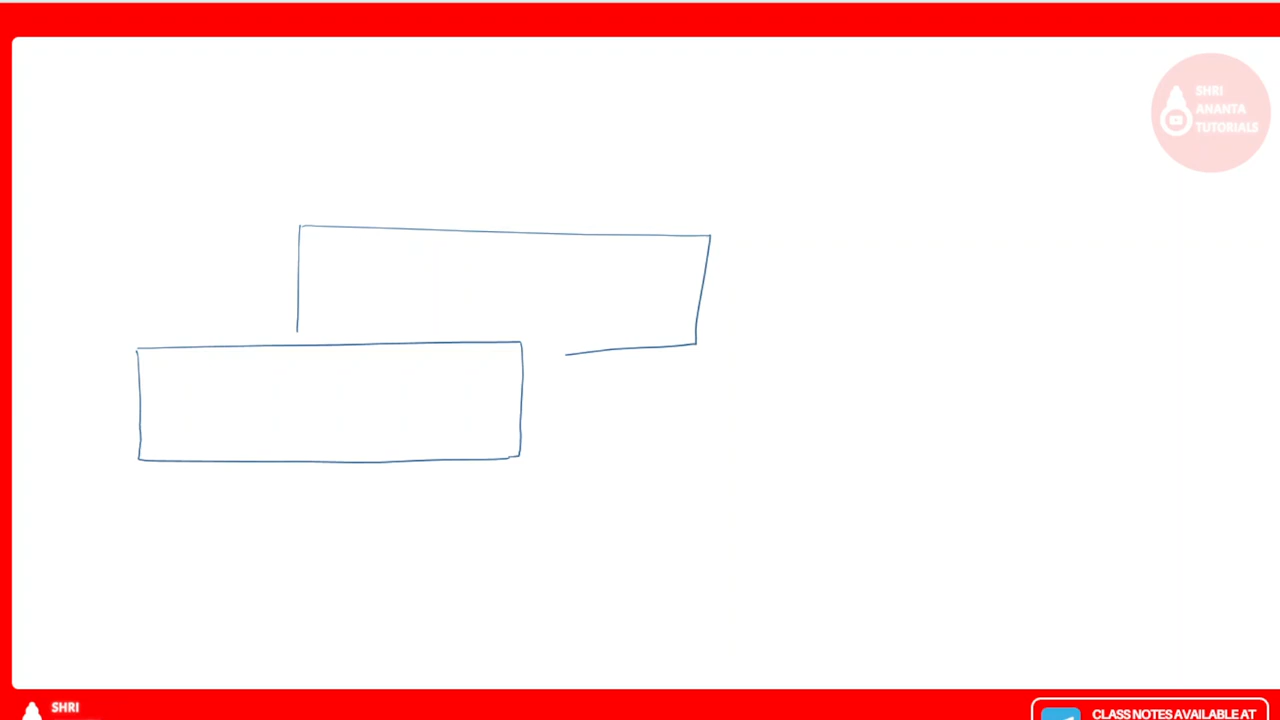 SHRI
ANANTA
TUTORIALS
SHRI
CLASS NOTES AVAILABLE AT